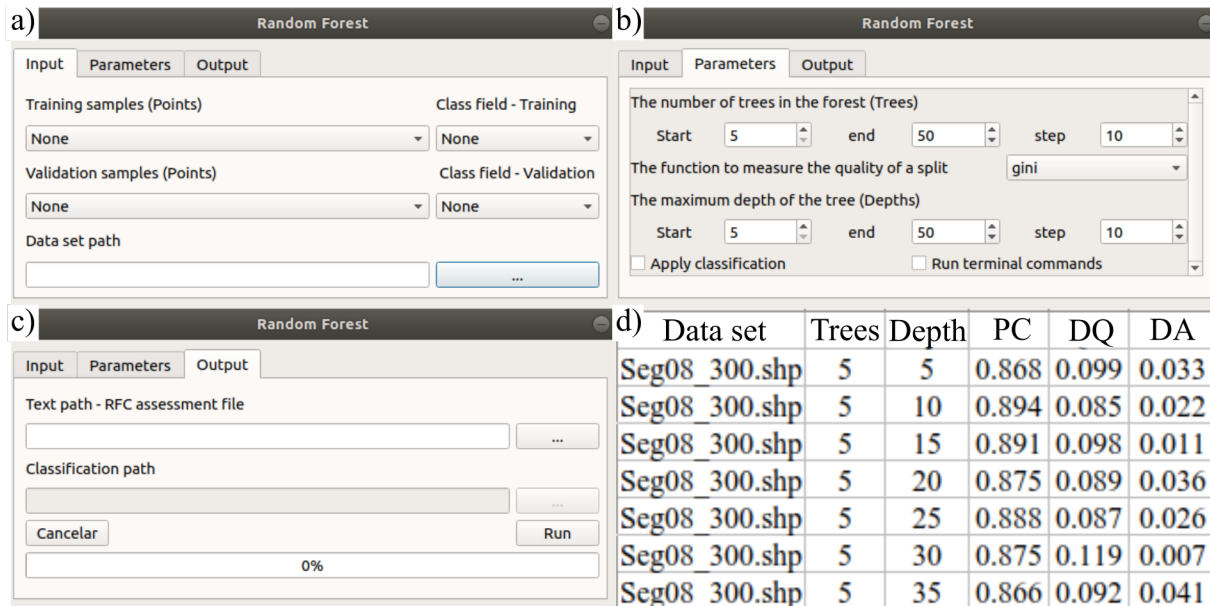 a) Random Forest
Input Parameters Output
Training samples (Points) Class field - Training
None None
Validation samples (Points) Class field - Validation
None None
Data set path
...
b) Random Forest
Input Parameters Output
The number of trees in the forest (Trees)
Start 5 end 50 step 10
The function to measure the quality of a split gini
The maximum depth of the tree (Depths)
Start 5 end 50 step 10
Apply classification Run terminal commands
c) Random Forest
Input Parameters Output
Text path - RFC assessment file
...
Classification path
...
Cancelar Run
0%
d) Data set Trees Depth PC DQ DA
Seg08_300.shp 5 5 0.868 0.099 0.033
Seg08_300.shp 5 10 0.894 0.085 0.022
Seg08_300.shp 5 15 0.891 0.098 0.011
Seg08_300.shp 5 20 0.875 0.089 0.036
Seg08_300.shp 5 25 0.888 0.087 0.026
Seg08_300.shp 5 30 0.875 0.119 0.007
Seg08_300.shp 5 35 0.866 0.092 0.041